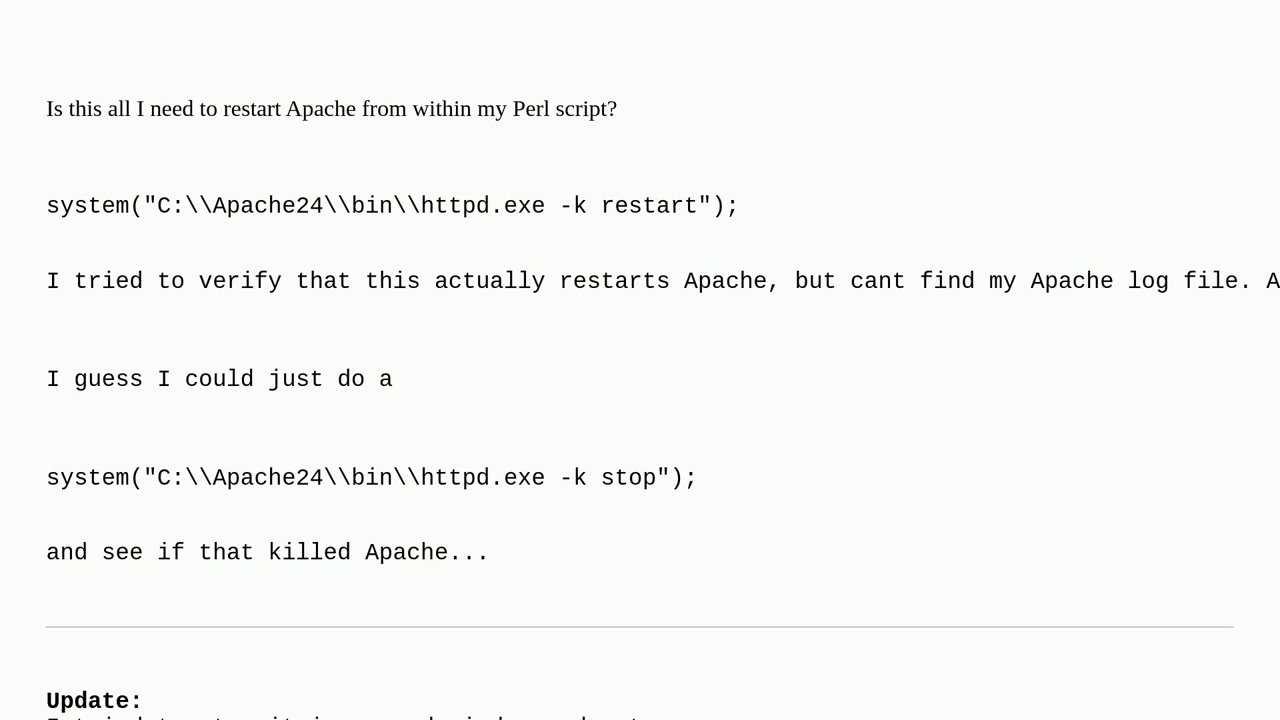 Is this all I need to restart Apache from within my Perl script?
system("C:\\Apache24\\bin\\httpd.exe -k restart");
I tried to verify that this actually restarts Apache, but cant find my Apache log file. A
I guess I could just do a
system("C:\\Apache24\\bin\\httpd.exe -k stop");
and see if that killed Apache...
Update: